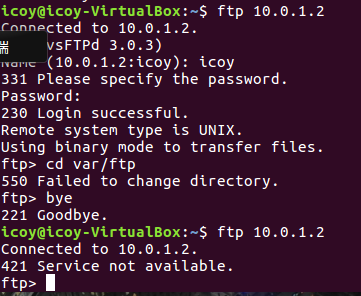 icoy@icoy-VirtualBox:~$ ftp 10.0.1.2
Connected to 10.0.1.2.
端
vsFTPd 3.0.3)
Name (10.0.1.2:icoy): icoy
331 Please specify the password.
Password:
230 Login successful.
Remote system type is UNIX.
Using binary mode to transfer files.
ftp> cd var/ftp
550 Failed to change directory.
ftp> bye
221 Goodbye.
icoy@icoy-VirtualBox:~$ ftp 10.0.1.2
Connected to 10.0.1.2.
421 Service not available.
ftp>